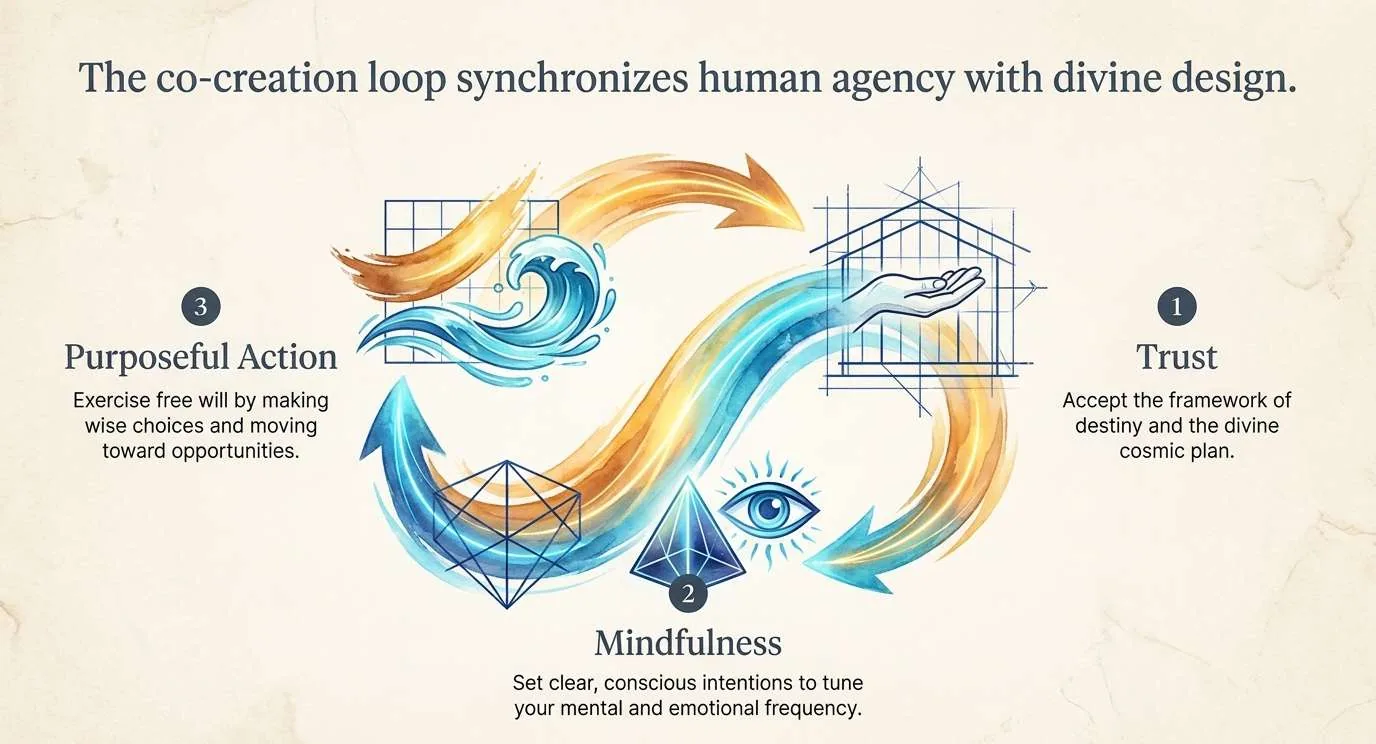 The co-creation loop synchronizes human agency with divine design.
1
Trust
Accept the framework of
destiny and the divine
cosmic plan.
2
Mindfulness
Set clear, conscious intentions to tune
your mental and emotional frequency.
3
Purposeful Action
Exercise free will by making
wise choices and moving
toward opportunities.